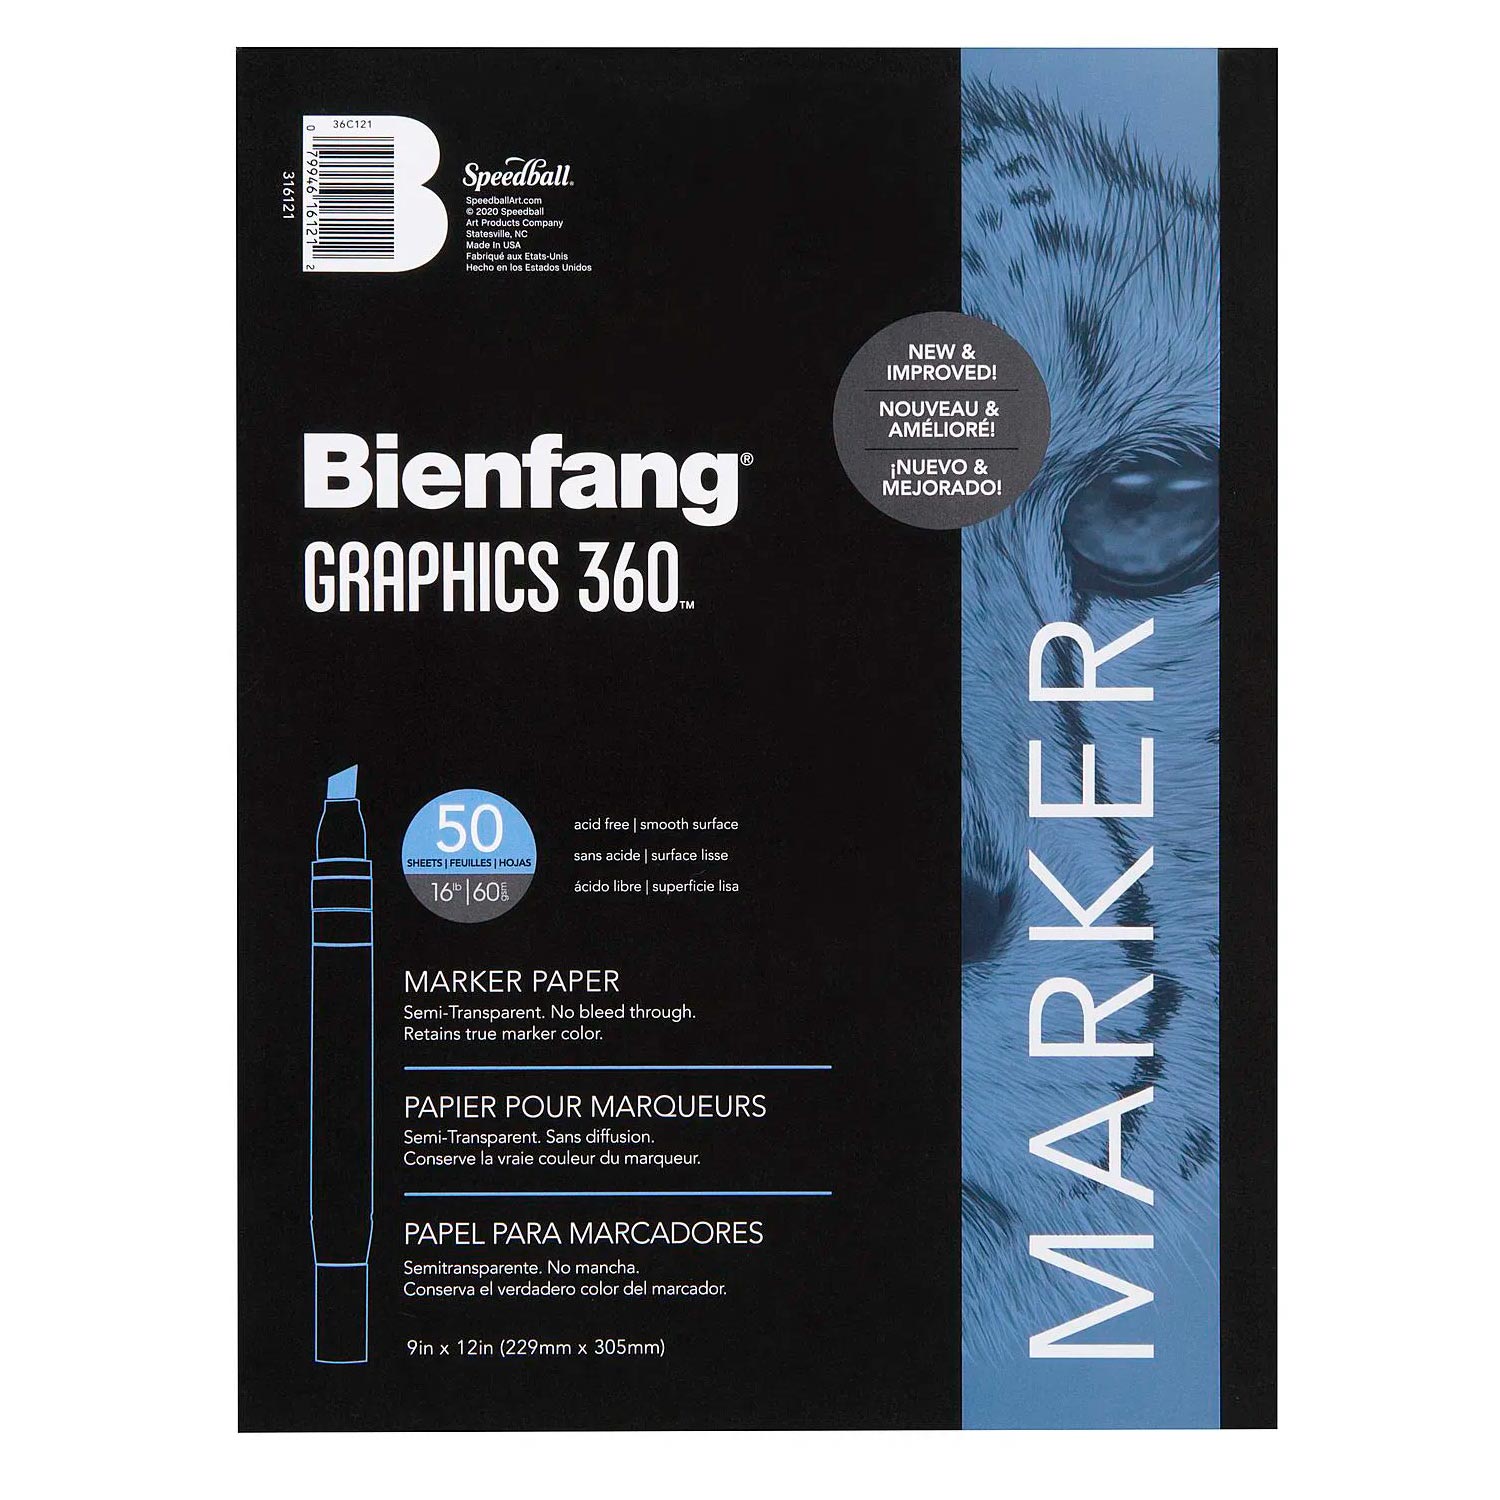 36C121
0 79946 16121 2
316121
Speedball®
SpeedballArt.com
© 2020 Speedball
Art Products Company
Statesville, NC
Made In USA
Fabriqué aux Etats-Unis
Hecho en los Estados Unidos
NEW &
IMPROVED!
NOUVEAU &
AMÉLIORÉ!
¡NUEVO &
MEJORADO!
Bienfang®
GRAPHICS 360™
50
SHEETS | FEUILLES | HOJAS
16lb | 60gsm
acid free | smooth surface
sans acide | surface lisse
ácido libre | superficie lisa
MARKER PAPER
Semi-Transparent. No bleed through.
Retains true marker color.
PAPIER POUR MARQUEURS
Semi-Transparent. Sans diffusion.
Conserve la vraie couleur du marqueur.
PAPEL PARA MARCADORES
Semitransparente. No mancha.
Conserva el verdadero color del marcador.
9in x 12in (229mm x 305mm)
MARKER